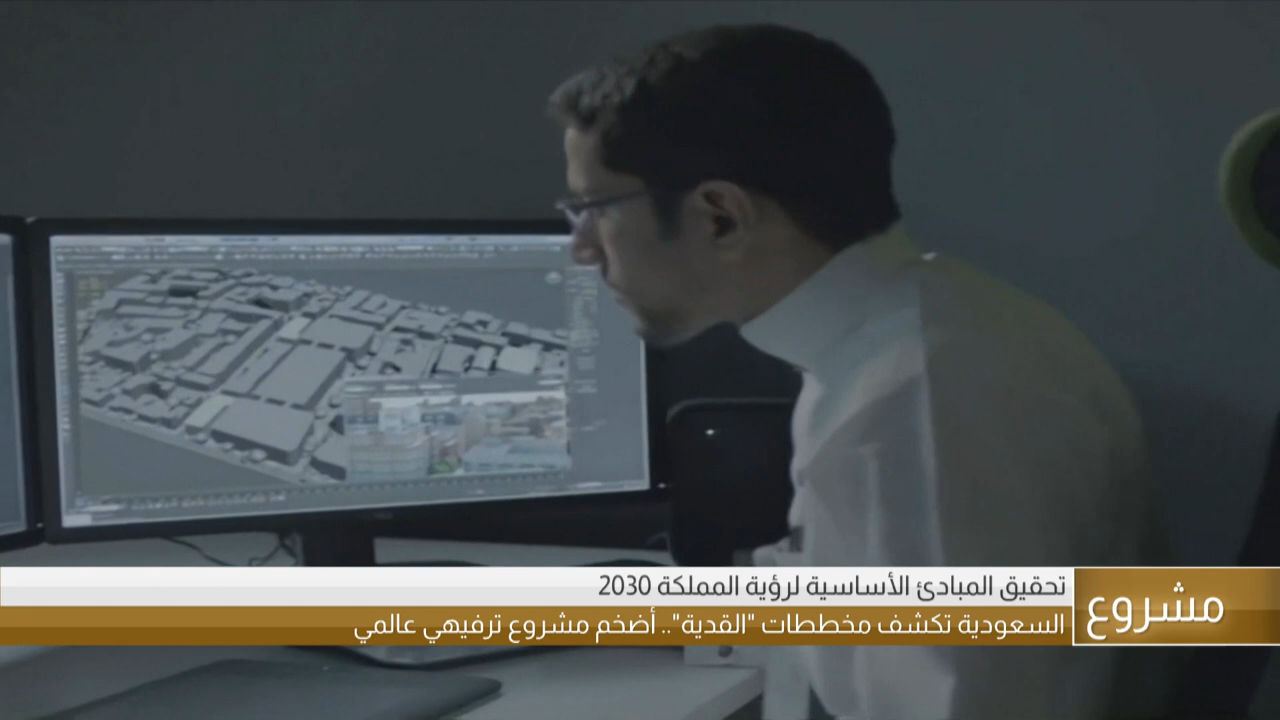 مشروع
تحقيق المبادئ الأساسية لرؤية المملكة 2030
السعودية تكشف مخططات "القدية".. أضخم مشروع ترفيهي عالمي